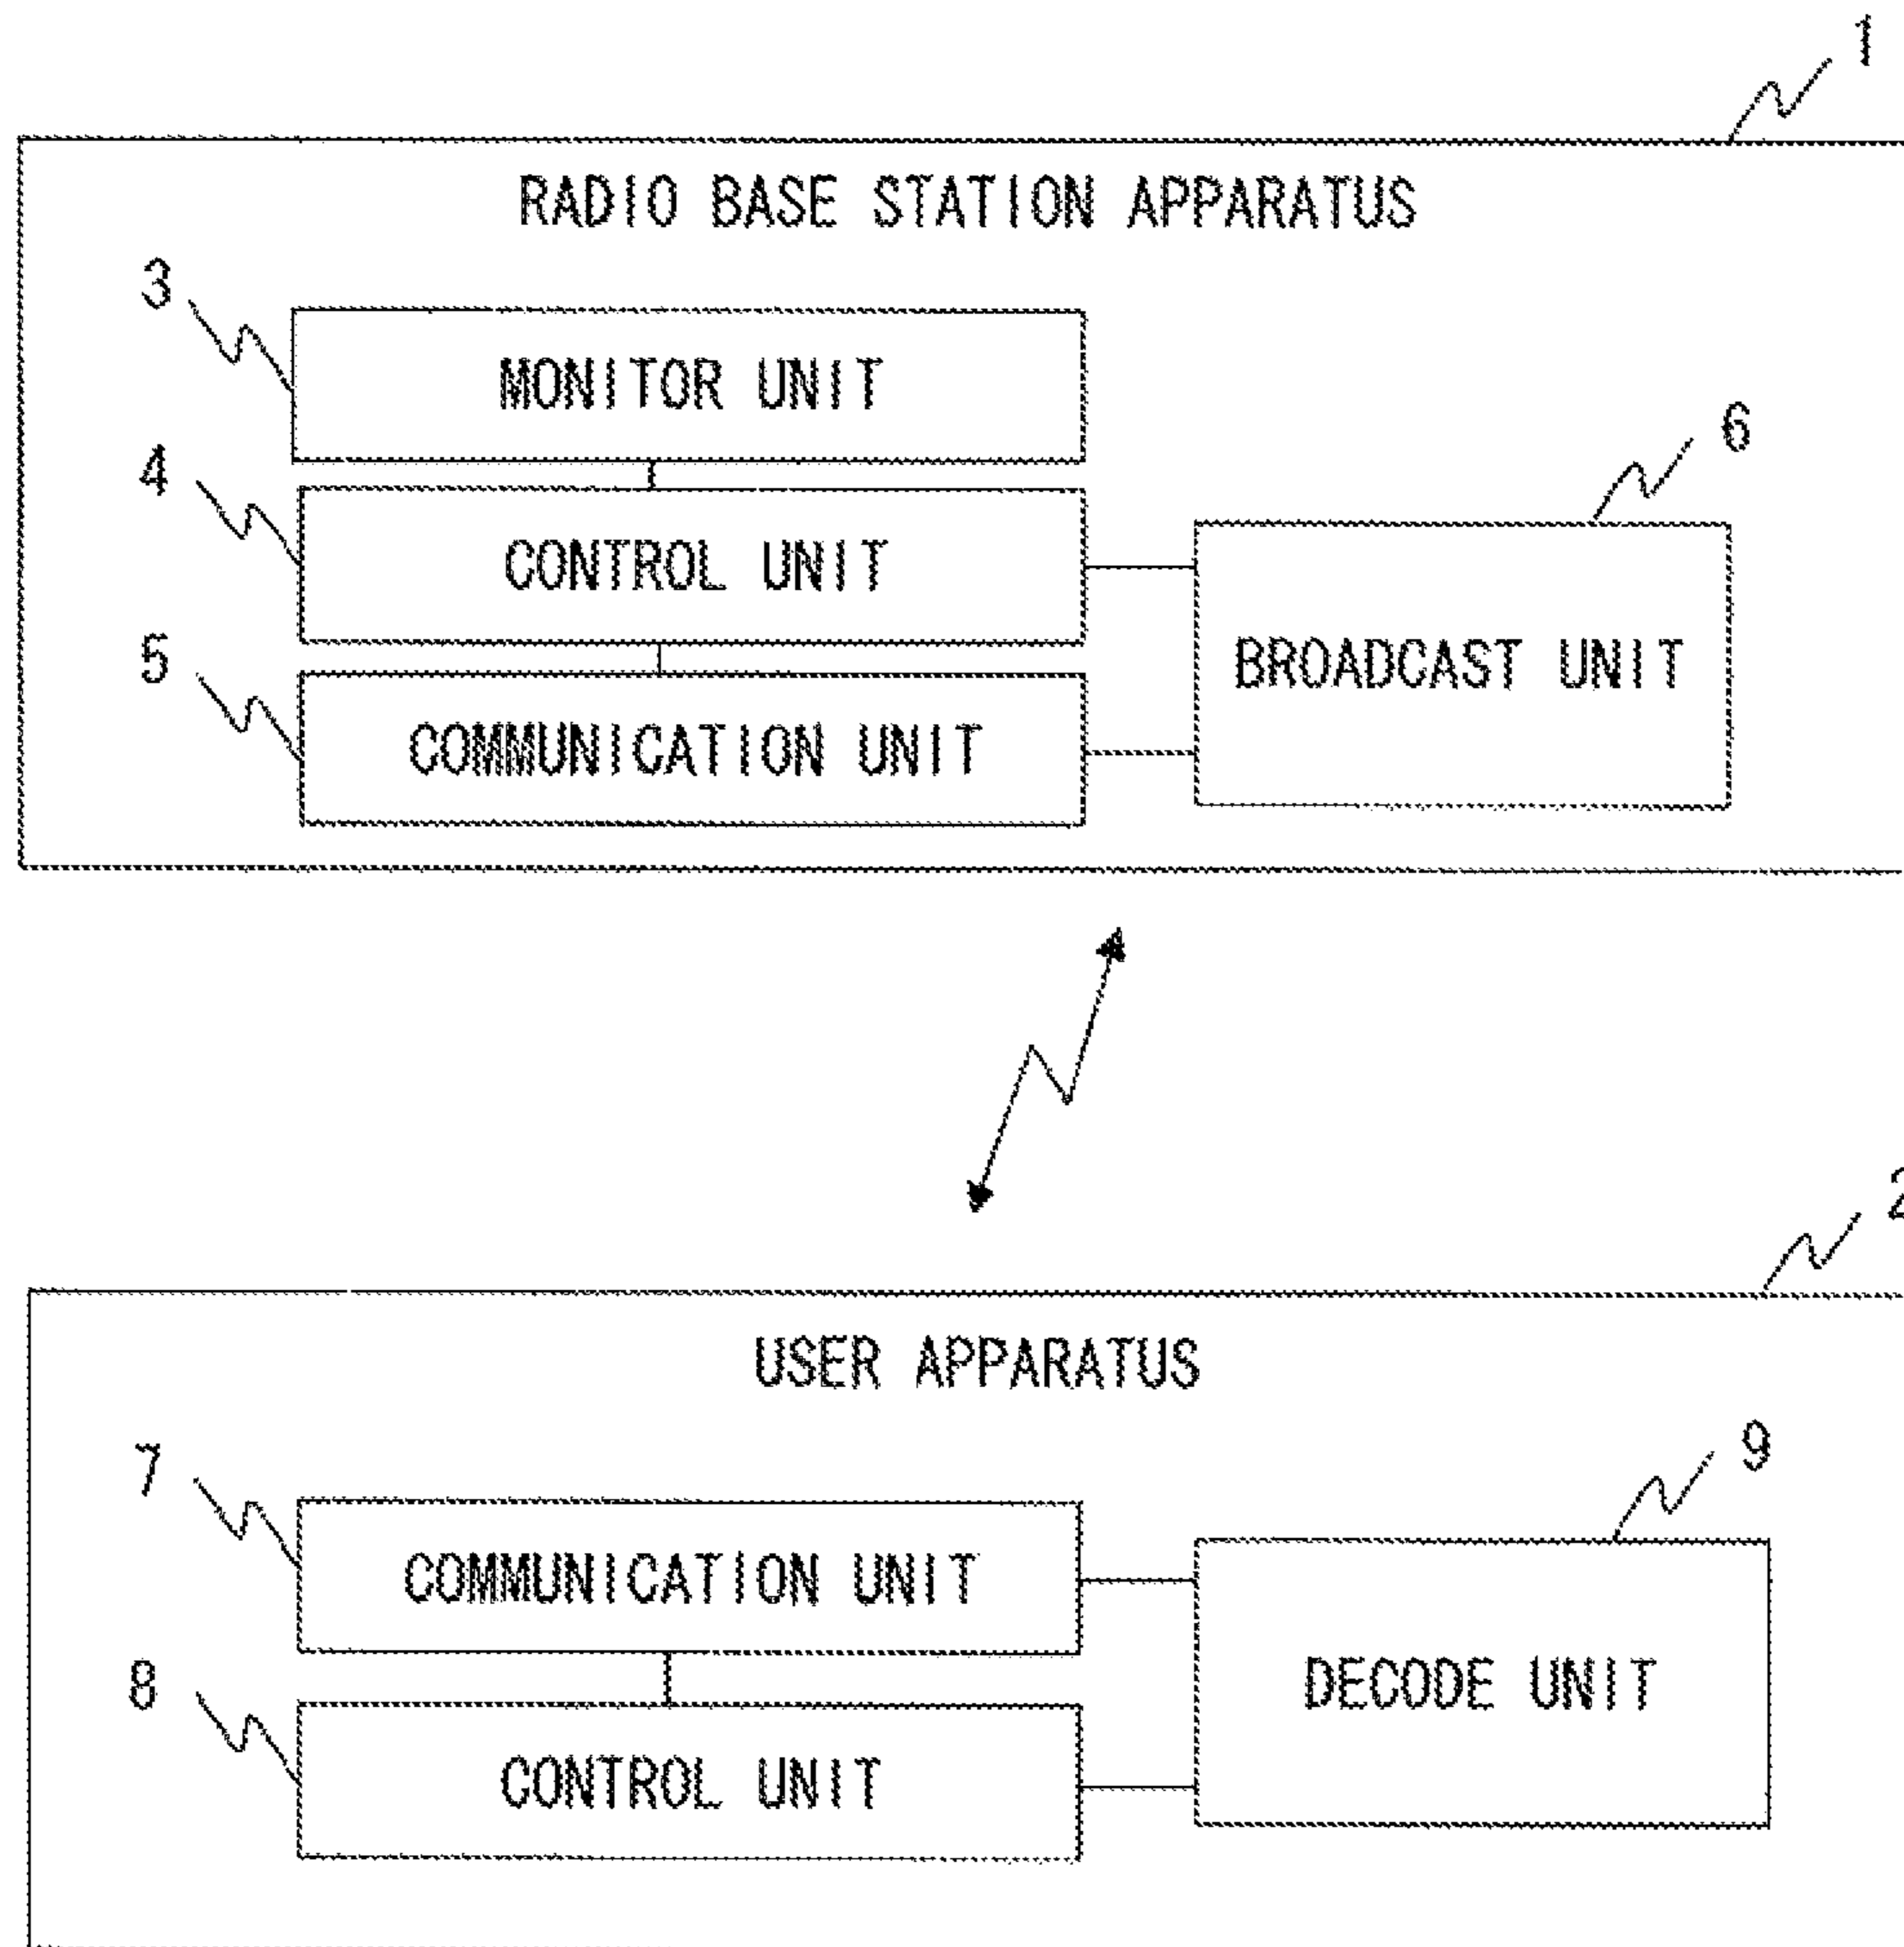 1
RADIO BASE STATION APPARATUS
3
MONITOR UNIT
4
CONTROL UNIT
6
BROADCAST UNIT
5
COMMUNICATION UNIT
2
USER APPARATUS
7
COMMUNICATION UNIT
9
DECODE UNIT
8
CONTROL UNIT